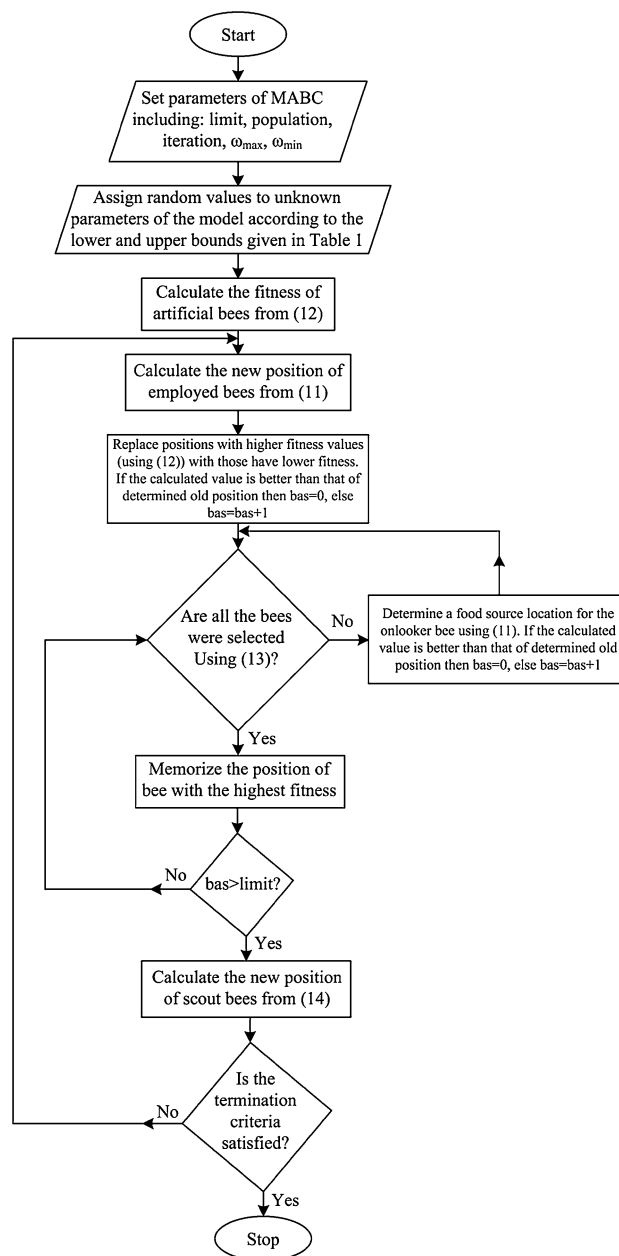 Start
Set parameters of MABC
including: limit, population,
iteration, ωmax, ωmin
Assign random values to unknown
parameters of the model according to the
lower and upper bounds given in Table 1
Calculate the fitness of
artificial bees from (12)
Calculate the new position of
employed bees from (11)
Replace positions with higher fitness values
(using (12)) with those have lower fitness.
If the calculated value is better than that of
determined old position then bas=0, else
bas=bas+1
Are all the bees
were selected
Using (13)?
No
Determine a food source location for the
onlooker bee using (11). If the calculated
value is better than that of determined old
position then bas=0, else bas=bas+1
Yes
Memorize the position of
bee with the highest fitness
bas>limit?
No
Yes
Calculate the new position
of scout bees from (14)
Is the
termination
criteria
satisfied?
No
Yes
Stop